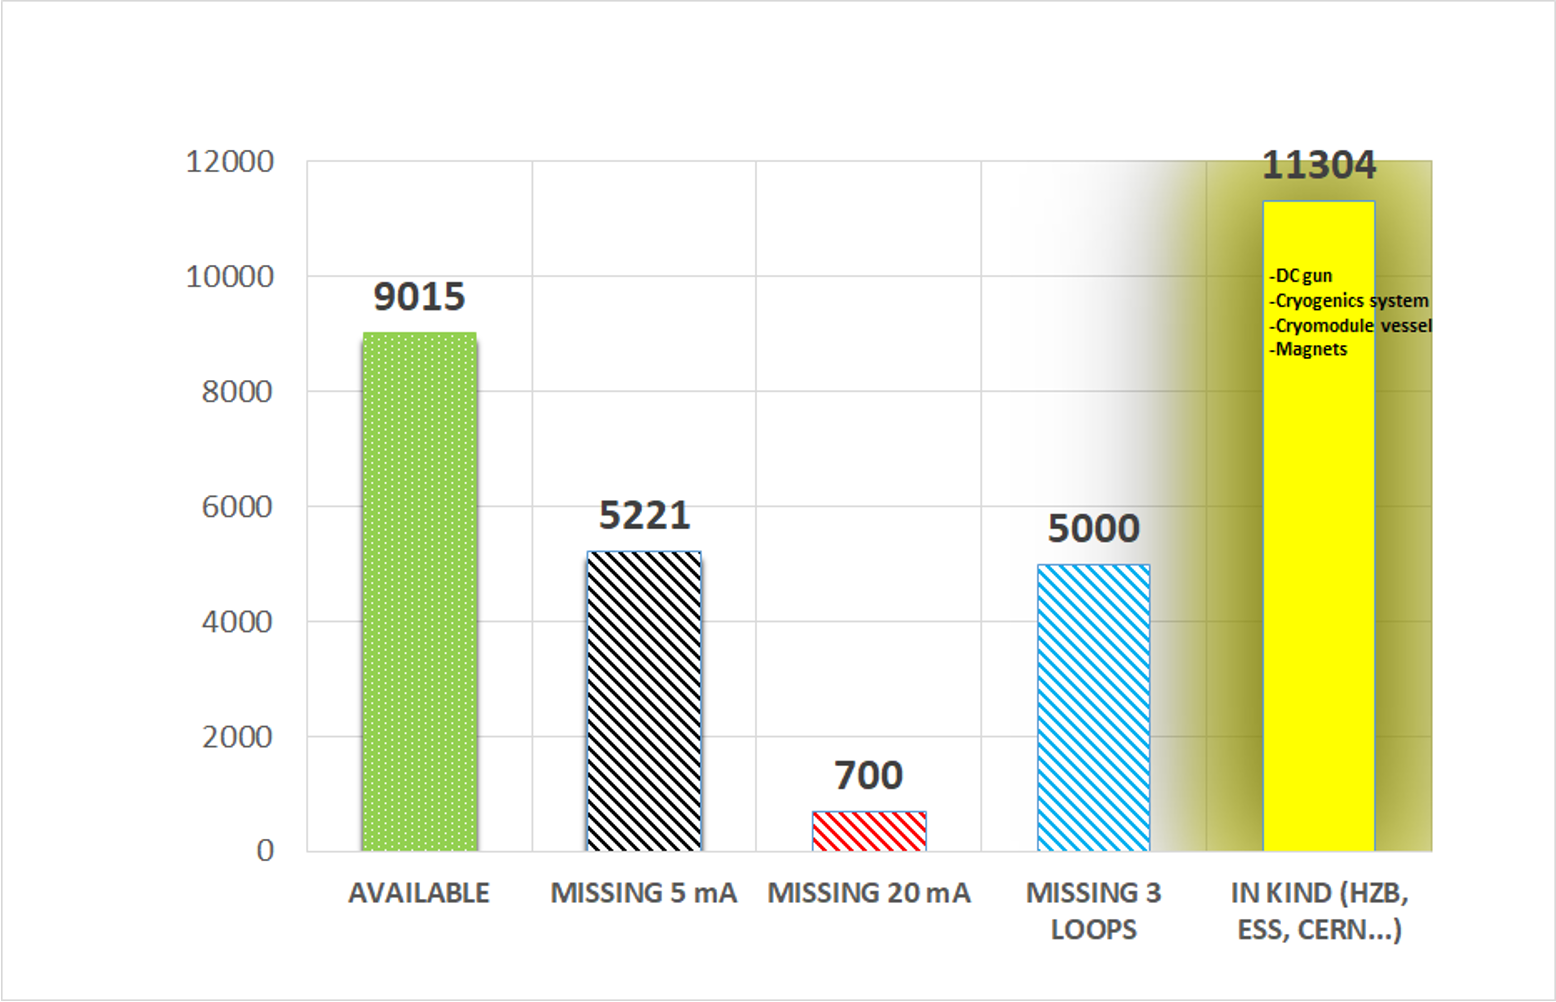 12000
10000
8000
6000
4000
2000
0
9015
5221
700
5000
11304
-DC gun
-Cryogenics system
-Cryomodule vessel
-Magnets
AVAILABLE
MISSING 5 mA
MISSING 20 mA
MISSING 3
LOOPS
IN KIND (HZB,
ESS, CERN...)